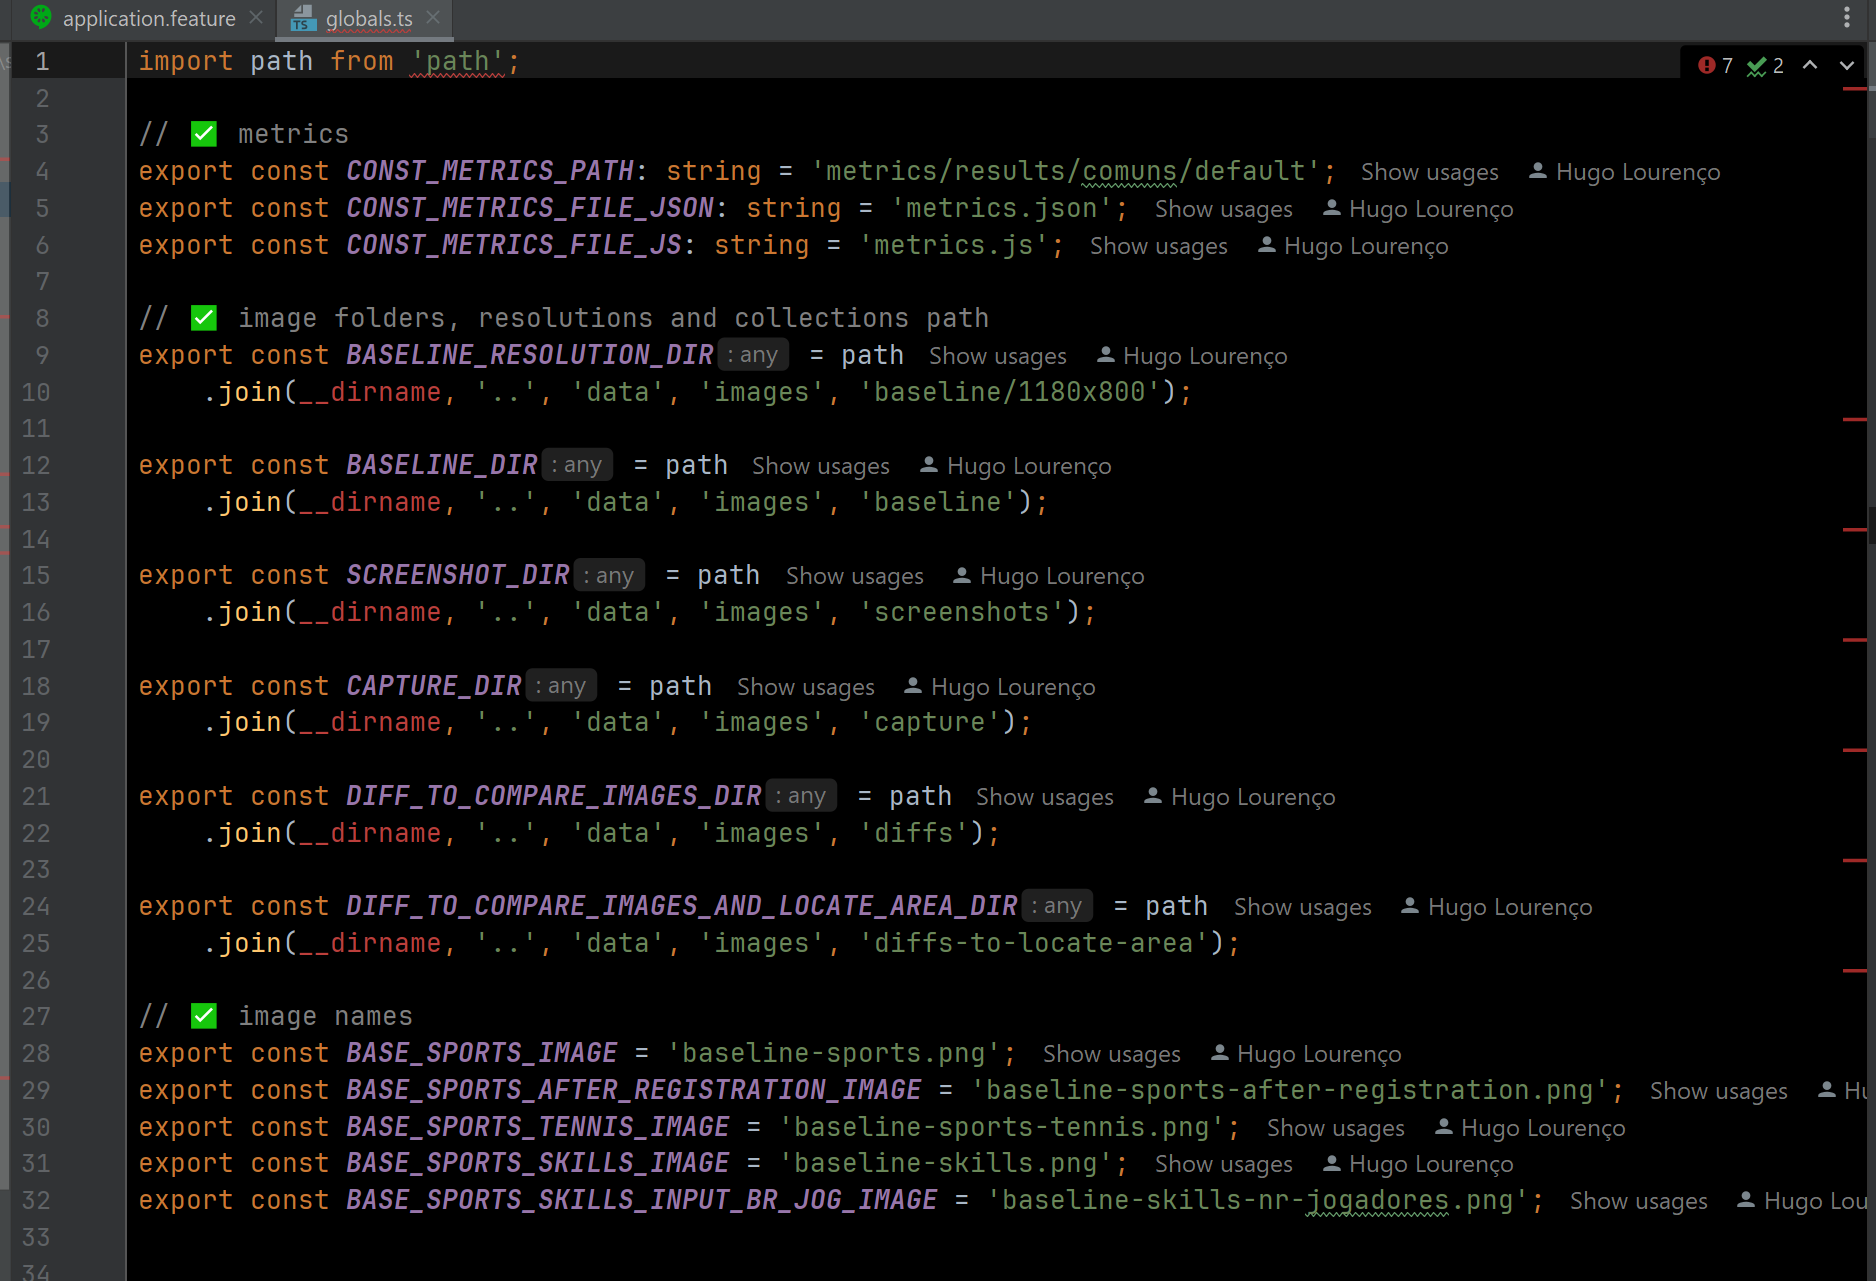 application.feature globals.ts
1 import path from 'path'; 7 2
2
3 // ✅ metrics
4 export const CONST_METRICS_PATH: string = 'metrics/results/comuns/default'; Show usages Hugo Lourenço
5 export const CONST_METRICS_FILE_JSON: string = 'metrics.json'; Show usages Hugo Lourenço
6 export const CONST_METRICS_FILE_JS: string = 'metrics.js'; Show usages Hugo Lourenço
7
8 // ✅ image folders, resolutions and collections path
9 export const BASELINE_RESOLUTION_DIR : any = path Show usages Hugo Lourenço
10 .join(__dirname, '..', 'data', 'images', 'baseline/1180x800');
11
12 export const BASELINE_DIR : any = path Show usages Hugo Lourenço
13 .join(__dirname, '..', 'data', 'images', 'baseline');
14
15 export const SCREENSHOT_DIR : any = path Show usages Hugo Lourenço
16 .join(__dirname, '..', 'data', 'images', 'screenshots');
17
18 export const CAPTURE_DIR : any = path Show usages Hugo Lourenço
19 .join(__dirname, '..', 'data', 'images', 'capture');
20
21 export const DIFF_TO_COMPARE_IMAGES_DIR : any = path Show usages Hugo Lourenço
22 .join(__dirname, '..', 'data', 'images', 'diffs');
23
24 export const DIFF_TO_COMPARE_IMAGES_AND_LOCATE_AREA_DIR : any = path Show usages Hugo Lourenço
25 .join(__dirname, '..', 'data', 'images', 'diffs-to-locate-area');
26
27 // ✅ image names
28 export const BASE_SPORTS_IMAGE = 'baseline-sports.png'; Show usages Hugo Lourenço
29 export const BASE_SPORTS_AFTER_REGISTRATION_IMAGE = 'baseline-sports-after-registration.png'; Show usages Hu
30 export const BASE_SPORTS_TENNIS_IMAGE = 'baseline-sports-tennis.png'; Show usages Hugo Lourenço
31 export const BASE_SPORTS_SKILLS_IMAGE = 'baseline-skills.png'; Show usages Hugo Lourenço
32 export const BASE_SPORTS_SKILLS_INPUT_BR_JOG_IMAGE = 'baseline-skills-nr-jogadores.png'; Show usages Hugo Lou
33
34